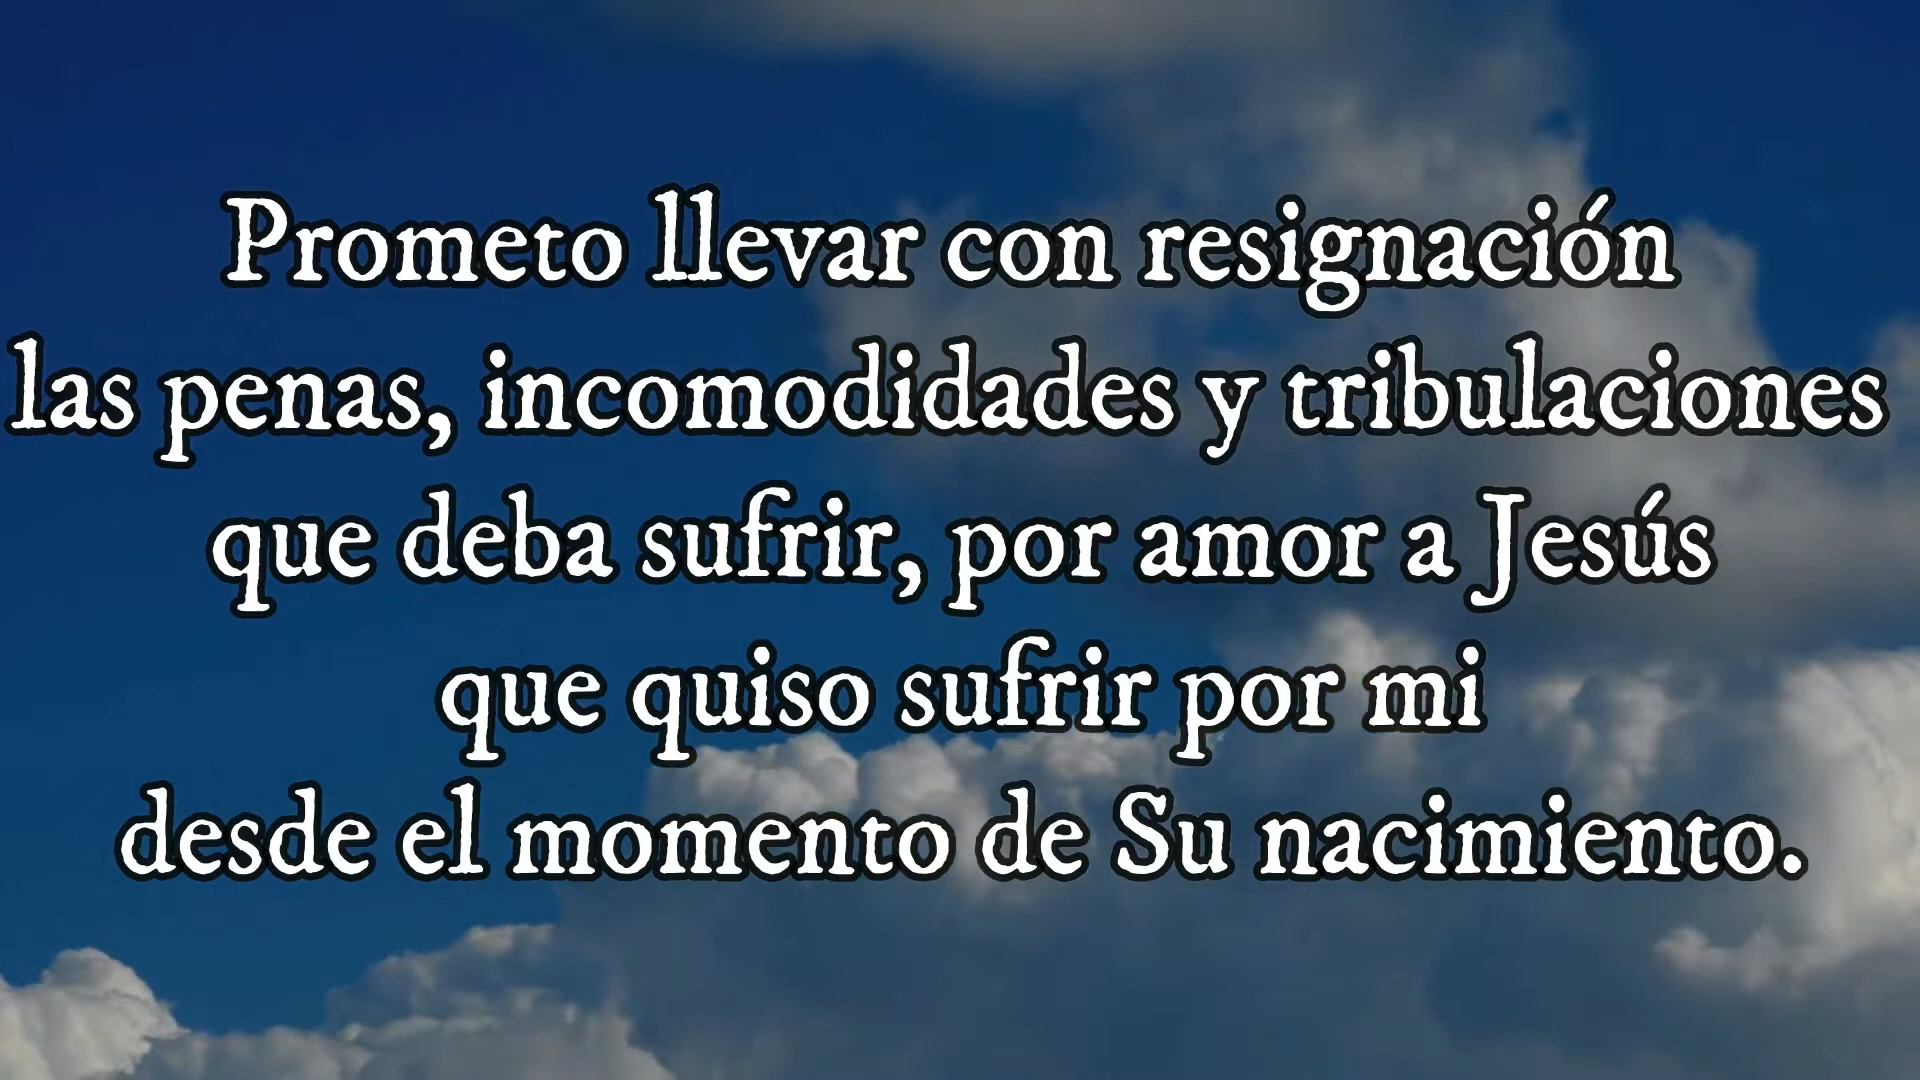 Prometo llevar con resignación
las penas, incomodidades y tribulaciones
que deba sufrir, por amor a Jesús
que quiso sufrir por mi
desde el momento de Su nacimiento.